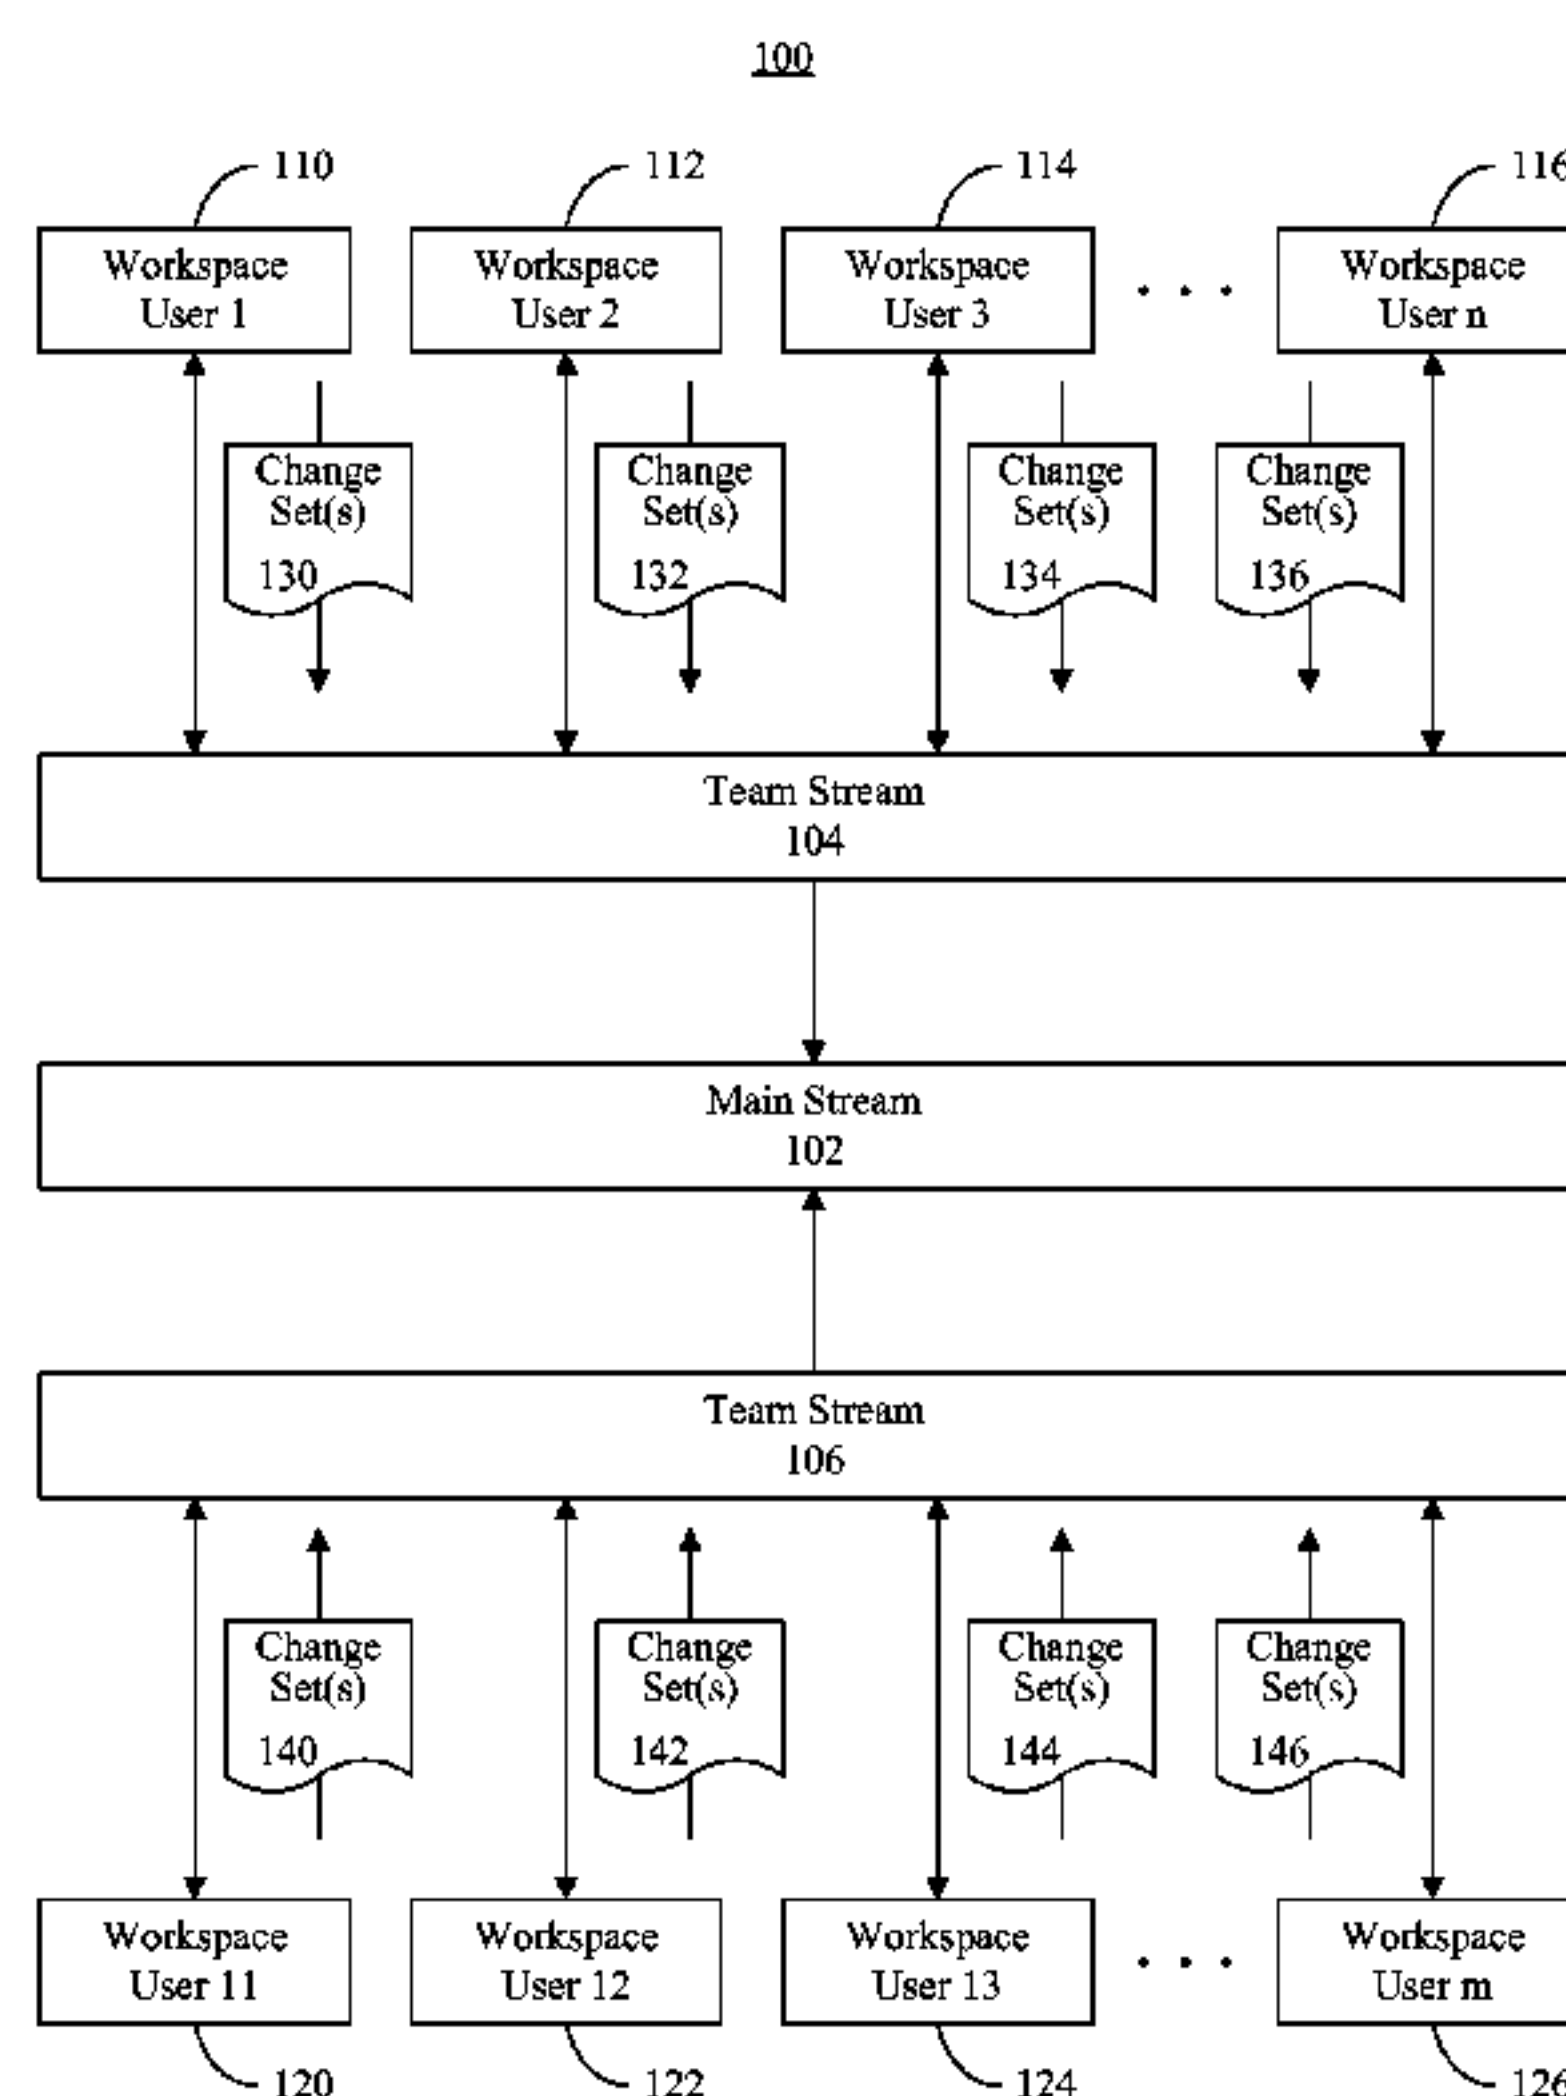 100
110
112
114
116
Workspace
User 1
Workspace
User 2
Workspace
User 3
. . .
Workspace
User n
Change
Set(s)
130
Change
Set(s)
132
Change
Set(s)
134
Change
Set(s)
136
Team Stream
104
Main Stream
102
Team Stream
106
Change
Set(s)
140
Change
Set(s)
142
Change
Set(s)
144
Change
Set(s)
146
Workspace
User 11
Workspace
User 12
Workspace
User 13
. . .
Workspace
User m
120
122
124
126